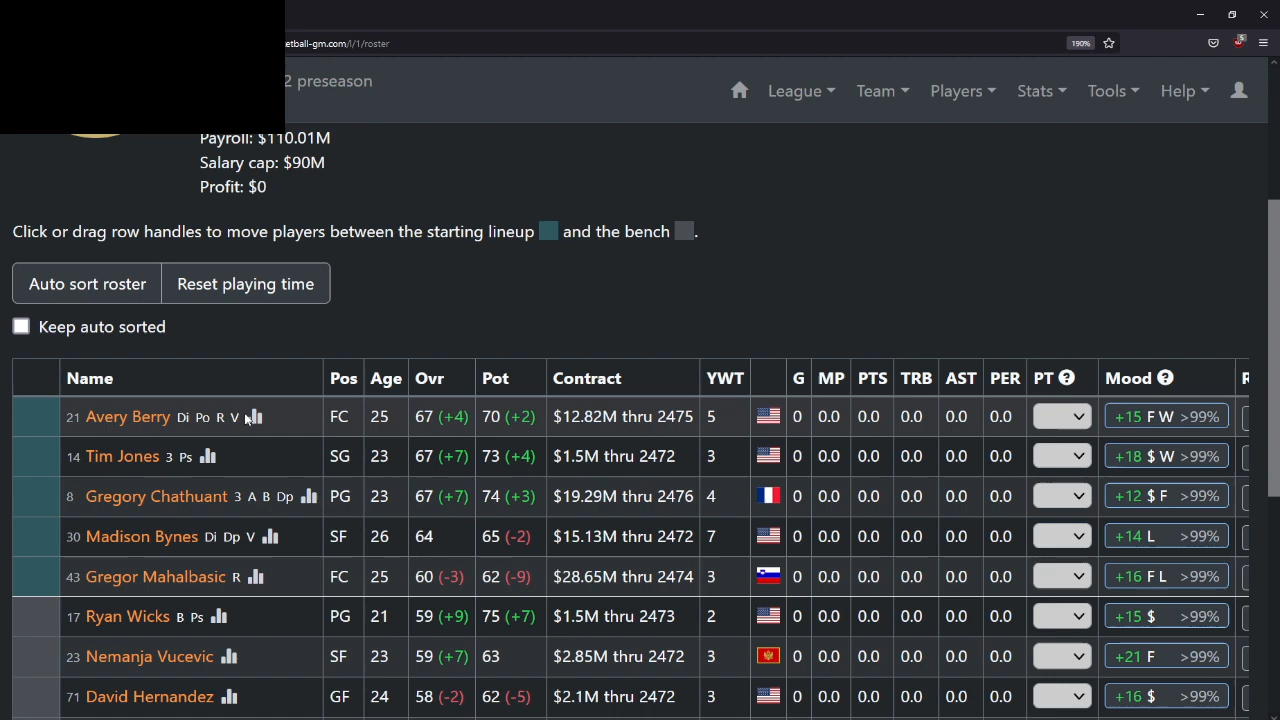 190%
5
etball-gm.com/l/1/roster
2 preseason
League Team Players Stats Tools Help
Payroll: $110.01M
Salary cap: $90M
Profit: $0
Click or drag row handles to move players between the starting lineup and the bench .
Auto sort roster Reset playing time
Keep auto sorted
Name Pos Age Ovr Pot Contract YWT G MP PTS TRB AST PER PT ? Mood ? R
21 Avery Berry Di Po R V FC 25 67 (+4) 70 (+2) $12.82M thru 2475 5 0 0.0 0.0 0.0 0.0 0.0 +15 F W >99%
14 Tim Jones 3 Ps SG 23 67 (+7) 73 (+4) $1.5M thru 2472 3 0 0.0 0.0 0.0 0.0 0.0 +18 $ W >99%
8 Gregory Chathuant 3 A B Dp PG 23 67 (+7) 74 (+3) $19.29M thru 2476 4 0 0.0 0.0 0.0 0.0 0.0 +12 $ F >99%
30 Madison Bynes Di Dp V SF 26 64 65 (-2) $15.13M thru 2472 7 0 0.0 0.0 0.0 0.0 0.0 +14 L >99%
43 Gregor Mahalbasic R FC 25 60 (-3) 62 (-9) $28.65M thru 2474 3 0 0.0 0.0 0.0 0.0 0.0 +16 F L >99%
17 Ryan Wicks B Ps PG 21 59 (+9) 75 (+7) $1.5M thru 2473 2 0 0.0 0.0 0.0 0.0 0.0 +15 $ >99%
23 Nemanja Vucevic SF 23 59 (+7) 63 $2.85M thru 2472 3 0 0.0 0.0 0.0 0.0 0.0 +21 F >99%
71 David Hernandez GF 24 58 (-2) 62 (-5) $2.1M thru 2472 3 0 0.0 0.0 0.0 0.0 0.0 +16 $ >99%